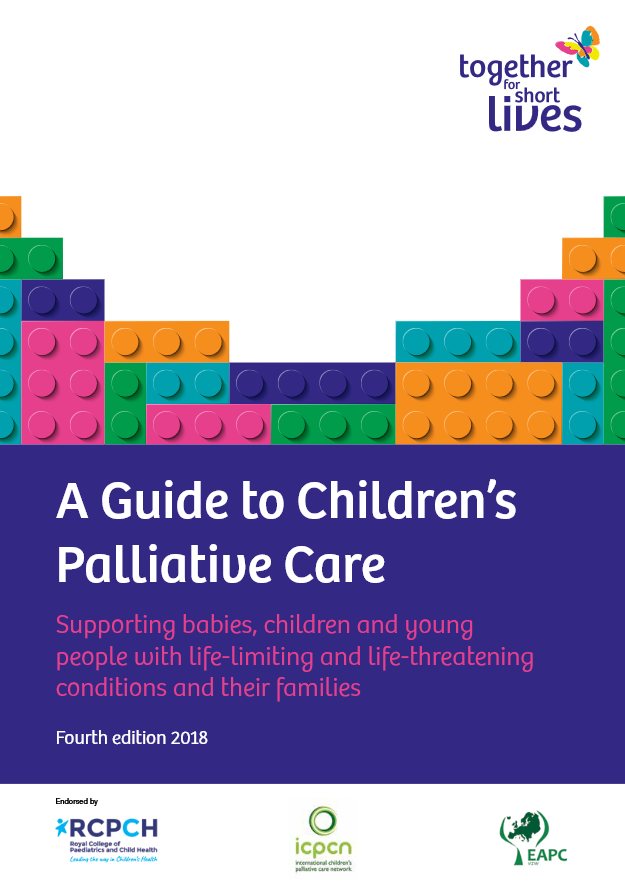 together
for short
lives
A Guide to Children's
Palliative Care
Supporting babies, children and young
people with life-limiting and life-threatening
conditions and their families
Fourth edition 2018
Endorsed by
RCPCH
Royal College of
Paediatrics and Child Health
Leading the way in Children's Health
icpcn
international children's
palliative care network
EAPC
vzw